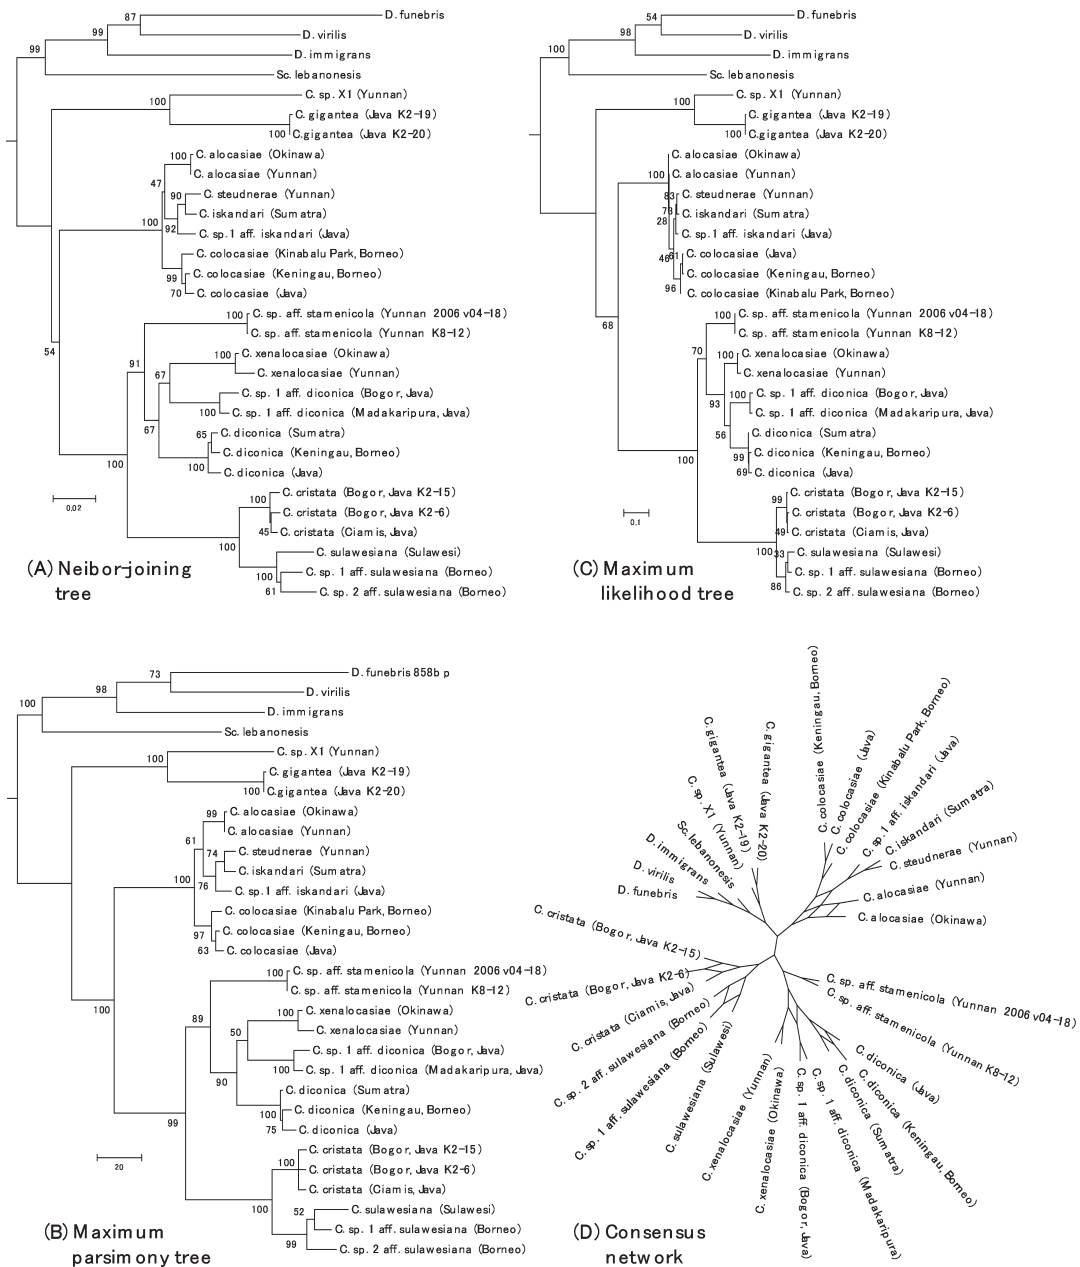 D. funebris
87
99
D. virilis
99
D. immigrans
Sc. lebanonesis
C. sp. X1 (Yunnan)
100
C. gigantea (Java K2-19)
100
C.gigantea (Java K2-20)
100
C. alocasiae (Okinawa)
C. alocasiae (Yunnan)
47
90
C. steudnerae (Yunnan)
C. iskandari (Sumatra)
100
92
C. sp.1 aff. iskandari (Java)
C. colocasiae (Kinabalu Park, Borneo)
99
C. colocasiae (Keningau, Borneo)
70
C. colocasiae (Java)
100
C. sp. aff. stamenicola (Yunnan 2006 v04-18)
C. sp. aff. stamenicola (Yunnan K8-12)
54
91
100
C. xenalocasiae (Okinawa)
67
C. xenalocasiae (Yunnan)
C. sp. 1 aff. diconica (Bogor, Java)
100
C. sp. 1 aff. diconica (Madakaripura, Java)
67
65
C. diconica (Sumatra)
C. diconica (Keningau, Borneo)
100
100
C. diconica (Java)
0.02
100
C. cristata (Bogor, Java K2-15)
C. cristata (Bogor, Java K2-6)
45
C. cristata (Ciamis, Java)
100
C. sulawesiana (Sulawesi)
100
C. sp. 1 aff. sulawesiana (Borneo)
61
C. sp. 2 aff. sulawesiana (Borneo)
(A) Neibor-joining
tree
54
D. funebris
98
D. virilis
100
D. immigrans
Sc. lebanonesis
100
C. sp. X1 (Yunnan)
C. gigantea (Java K2-19)
100
C.gigantea (Java K2-20)
C. alocasiae (Okinawa)
100
C. alocasiae (Yunnan)
83
C. steudnerae (Yunnan)
C. iskandari (Sumatra)
28
C. sp.1 aff. iskandari (Java)
46
61
C. colocasiae (Java)
C. colocasiae (Keningau, Borneo)
96
C. colocasiae (Kinabalu Park, Borneo)
68
100
C. sp. aff. stamenicola (Yunnan 2006 v04-18)
C. sp. aff. stamenicola (Yunnan K8-12)
70
100
C. xenalocasiae (Okinawa)
C. xenalocasiae (Yunnan)
93
100
C. sp. 1 aff. diconica (Bogor, Java)
C. sp. 1 aff. diconica (Madakaripura, Java)
56
C. diconica (Sumatra)
100
99
C. diconica (Keningau, Borneo)
69
C. diconica (Java)
0.1
99
C. cristata (Bogor, Java K2-15)
C. cristata (Bogor, Java K2-6)
49
C. cristata (Ciamis, Java)
100
33
C. sulawesiana (Sulawesi)
C. sp. 1 aff. sulawesiana (Borneo)
86
C. sp. 2 aff. sulawesiana (Borneo)
(C) Maximum
likelihood tree
73
D. funebris 858bp
98
D. virilis
100
D. immigrans
Sc. lebanonesis
C. sp. X1 (Yunnan)
100
C. gigantea (Java K2-19)
100
C.gigantea (Java K2-20)
99
C. alocasiae (Okinawa)
C. alocasiae (Yunnan)
61
74
C. steudnerae (Yunnan)
C. iskandari (Sumatra)
100
76
C. sp.1 aff. iskandari (Java)
C. colocasiae (Kinabalu Park, Borneo)
97
C. colocasiae (Keningau, Borneo)
63
C. colocasiae (Java)
100
C. sp. aff. stamenicola (Yunnan 2006 v04-18)
C. sp. aff. stamenicola (Yunnan K8-12)
100
89
100
C. xenalocasiae (Okinawa)
50
C. xenalocasiae (Yunnan)
C. sp. 1 aff. diconica (Bogor, Java)
100
C. sp. 1 aff. diconica (Madakaripura, Java)
90
C. diconica (Sumatra)
100
C. diconica (Keningau, Borneo)
75
C. diconica (Java)
99
C. cristata (Bogor, Java K2-15)
100
C. cristata (Bogor, Java K2-6)
20
C. cristata (Ciamis, Java)
100
52
C. sulawesiana (Sulawesi)
C. sp. 1 aff. sulawesiana (Borneo)
99
C. sp. 2 aff. sulawesiana (Borneo)
(B) Maximum
parsimony tree
C. colocasiae (Keningau, Borneo)
C. colocasiae (Java)
C. colocasiae (Kinabalu Park, Borneo)
C. sp.1 aff. iskandari (Java)
C. iskandari (Sumatra)
C. steudnerae (Yunnan)
C. alocasiae (Yunnan)
C. alocasiae (Okinawa)
C. gigantea (Java K2-20)
C. gigantea (Java K2-19)
C. sp. X1 (Yunnan)
Sc. lebanonesis
D. immigrans
D. virilis
D. funebris
C. cristata (Bogor, Java K2-15)
C. cristata (Bogor, Java K2-6)
C. cristata (Ciamis, Java)
C. sp. 2 aff. sulawesiana (Borneo)
C. sp. 1 aff. sulawesiana (Borneo)
C. sulawesiana (Sulawesi)
C. xenalocasiae (Yunnan)
C. xenalocasiae (Okinawa)
C. sp. 1 aff. diconica (Bogor, Java)
C. sp. 1 aff. diconica (Madakaripura)
C. diconica (Sumatra)
C. diconica (Keningau, Borneo)
C. diconica (Java)
C. sp. aff. stamenicola (Yunnan K8-12)
C. sp. aff. stamenicola (Yunnan 2006 v04-18)
(D) Consensus
network